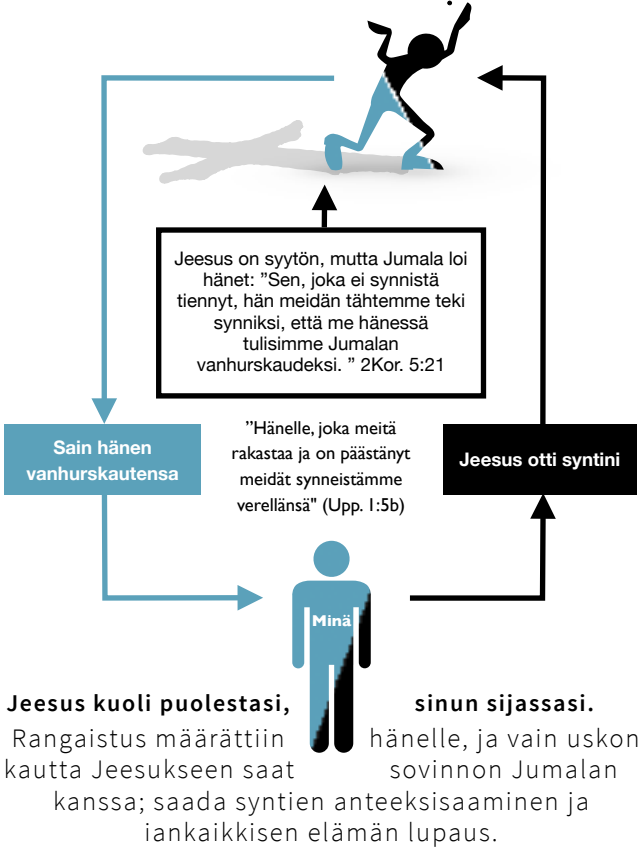 Jeesus on syytön, mutta Jumala loi
hänet: ”Sen, joka ei synnistä
tiennyt, hän meidän tähtemme teki
synniksi, että me hänessä
tulisimme Jumalan
vanhurskaudeksi. ” 2Kor. 5:21
Sain hänen
vanhurskautensa
”Hänelle, joka meitä
rakastaa ja on päästänyt
meidät synneistämme
verellänsä" (Upp. 1:5b)
Jeesus otti syntini
Minä
Jeesus kuoli puolestasi, sinun sijassasi.
Rangaistus määrättiin hänelle, ja vain uskon
kautta Jeesukseen saat sovinnon Jumalan
kanssa; saada syntien anteeksisaaminen ja
iankaikkisen elämän lupaus.